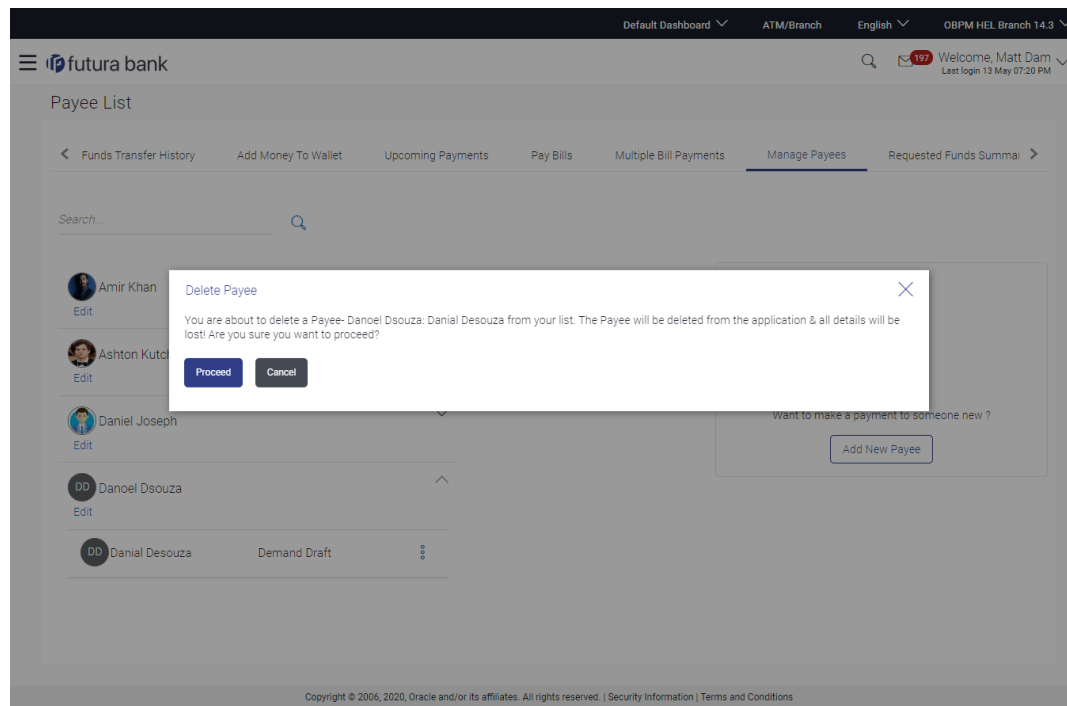 Default Dashboard ATM/Branch English OBPM HEL Branch 14.3
futura bank 197 Welcome, Matt Dam
Last login 13 May 07:20 PM
Payee List
Funds Transfer History Add Money To Wallet Upcoming Payments Pay Bills Multiple Bill Payments Manage Payees Requested Funds Summar
Search...
Amir Khan
Edit
Delete Payee
You are about to delete a Payee- Danoel Dsouza: Danial Desouza from your list. The Payee will be deleted from the application & all details will be
lost! Are you sure you want to proceed?
Proceed Cancel
Ashton Kutch
Edit
Daniel Joseph
Edit
Want to make a payment to someone new ?
Add New Payee
DD Danoel Dsouza
Edit
DD Danial Desouza Demand Draft
Copyright © 2006, 2020, Oracle and/or its affiliates. All rights reserved. | Security Information | Terms and Conditions